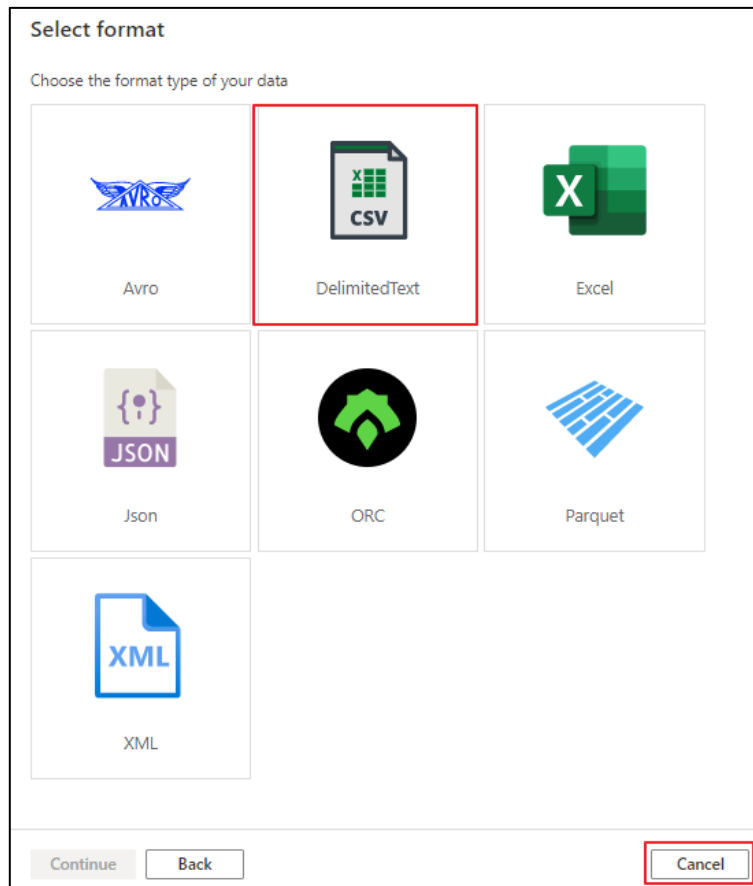 Select format
Choose the format type of your data
AVRO
X
CSV
X
Avro
DelimitedText
Excel
{ }
JSON
Json
ORC
Parquet
XML
XML
Continue
Back
Cancel